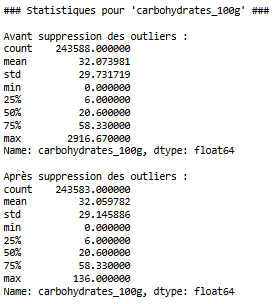 ### Statistiques pour 'carbohydrates_100g' ###
Avant suppression des outliers :
count    243588.000000
mean         32.073981
std          29.731719
min           0.000000
25%           6.000000
50%          20.600000
75%          58.330000
max        2916.670000
Name: carbohydrates_100g, dtype: float64
Après suppression des outliers :
count    243583.000000
mean         32.059782
std          29.145886
min           0.000000
25%           6.000000
50%          20.600000
75%          58.330000
max         136.000000
Name: carbohydrates_100g, dtype: float64